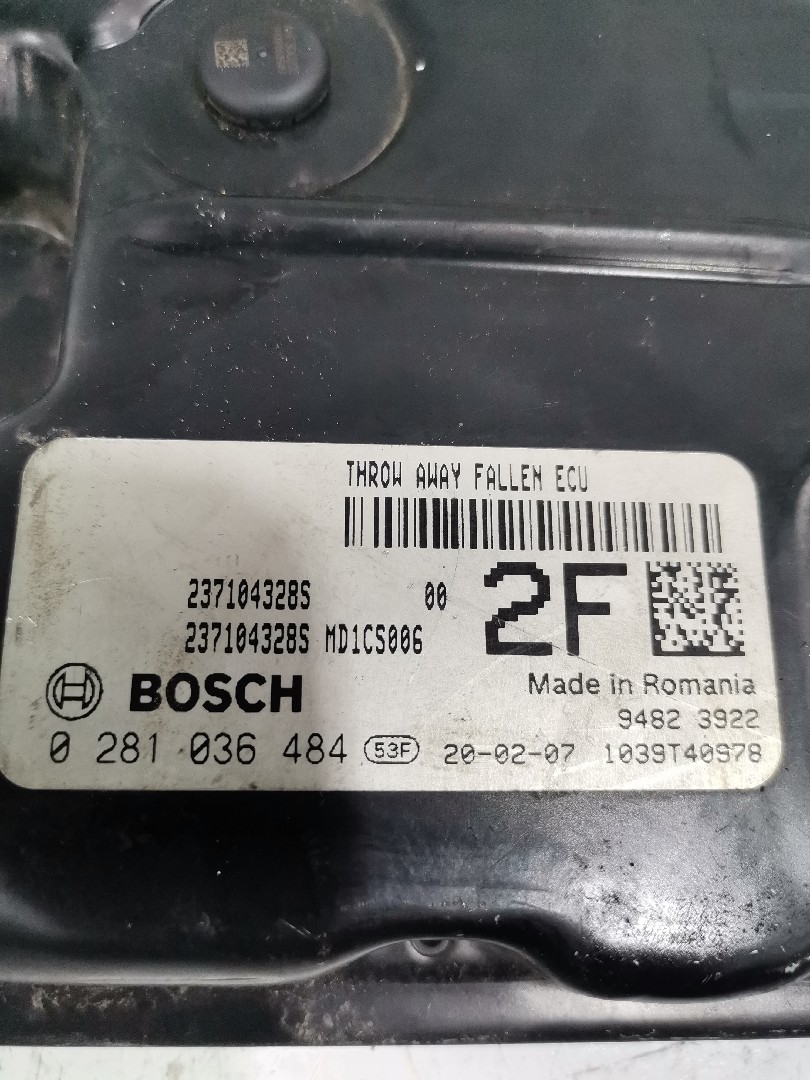 THROW AWAY FALLEN ECU
237104328S 00 2F
237104328S MD1CS006
BOSCH
Made in Romania
9482 3922
0 281 036 484 53F 20-02-07 1039T40978